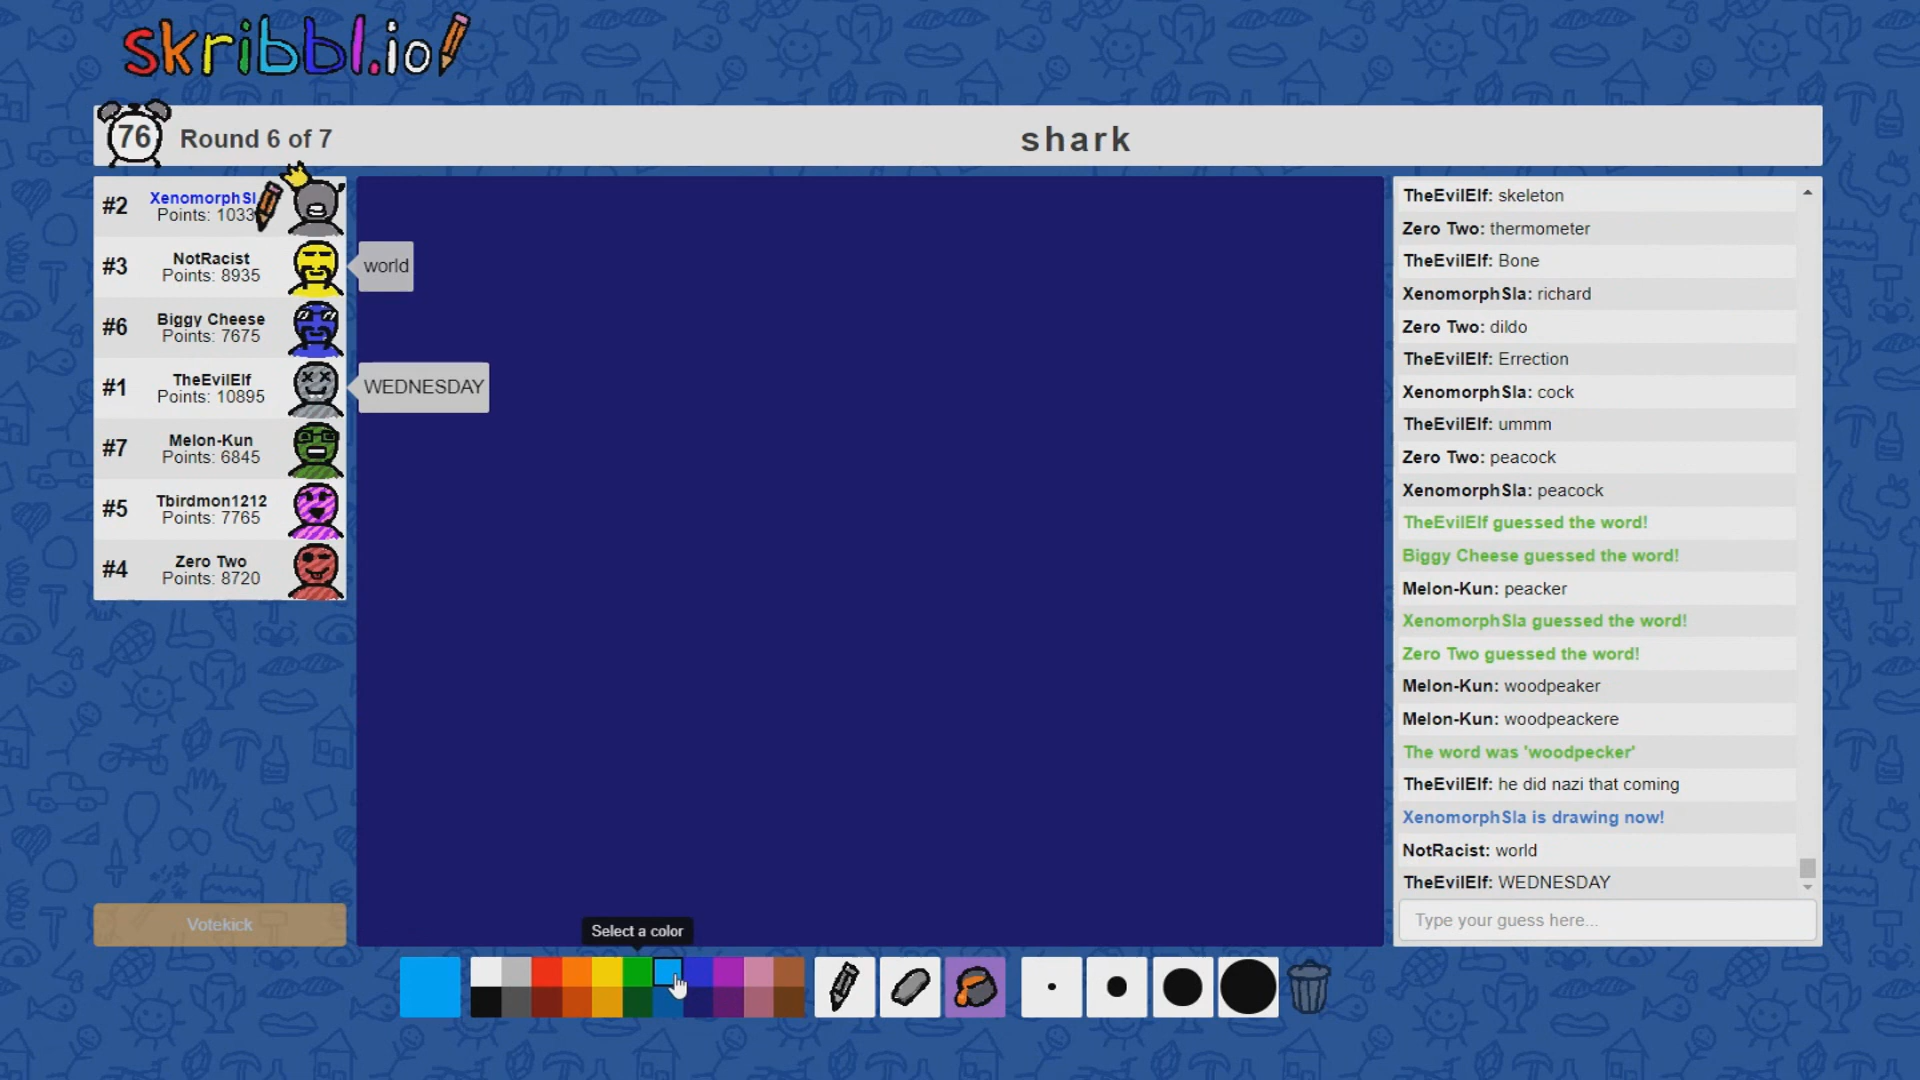 skribbl.io
76
Round 6 of 7
shark
#2
XenomorphSl
Points: 1033
#3
NotRacist
Points: 8935
world
#6
Biggy Cheese
Points: 7675
#1
TheEvilElf
Points: 10895
WEDNESDAY
#7
Melon-Kun
Points: 6845
#5
Tbirdmon1212
Points: 7765
#4
Zero Two
Points: 8720
Votekick
TheEvilElf: skeleton
Zero Two: thermometer
TheEvilElf: Bone
XenomorphSla: richard
Zero Two: dildo
TheEvilElf: Errection
XenomorphSla: cock
TheEvilElf: ummm
Zero Two: peacock
XenomorphSla: peacock
TheEvilElf guessed the word!
Biggy Cheese guessed the word!
Melon-Kun: peacker
XenomorphSla guessed the word!
Zero Two guessed the word!
Melon-Kun: woodpeaker
Melon-Kun: woodpeackere
The word was 'woodpecker'
TheEvilElf: he did nazi that coming
XenomorphSla is drawing now!
NotRacist: world
TheEvilElf: WEDNESDAY
Type your guess here...
Select a color